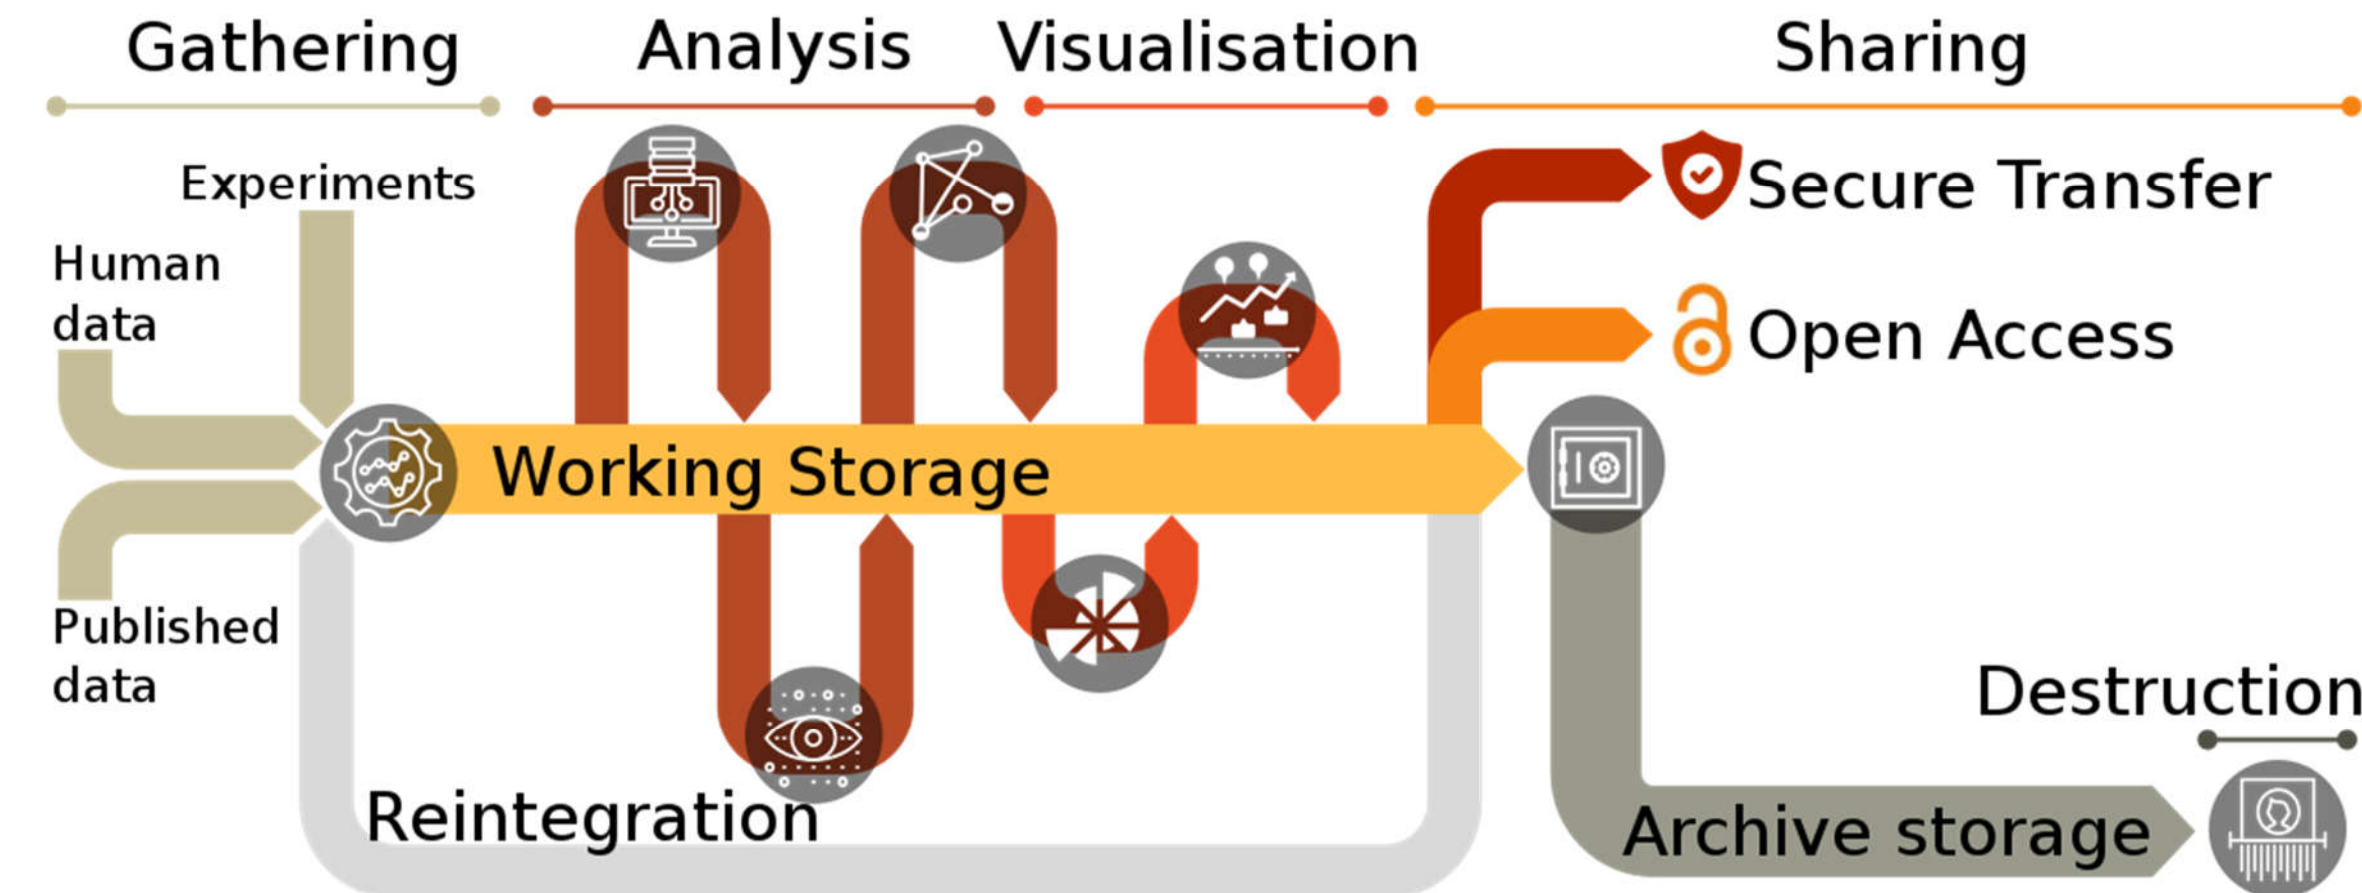 Gathering
Analysis
Visualisation
Sharing
Experiments
Human
data
Secure Transfer
Open Access
Working Storage
Published
data
Destruction
Reintegration
Archive storage